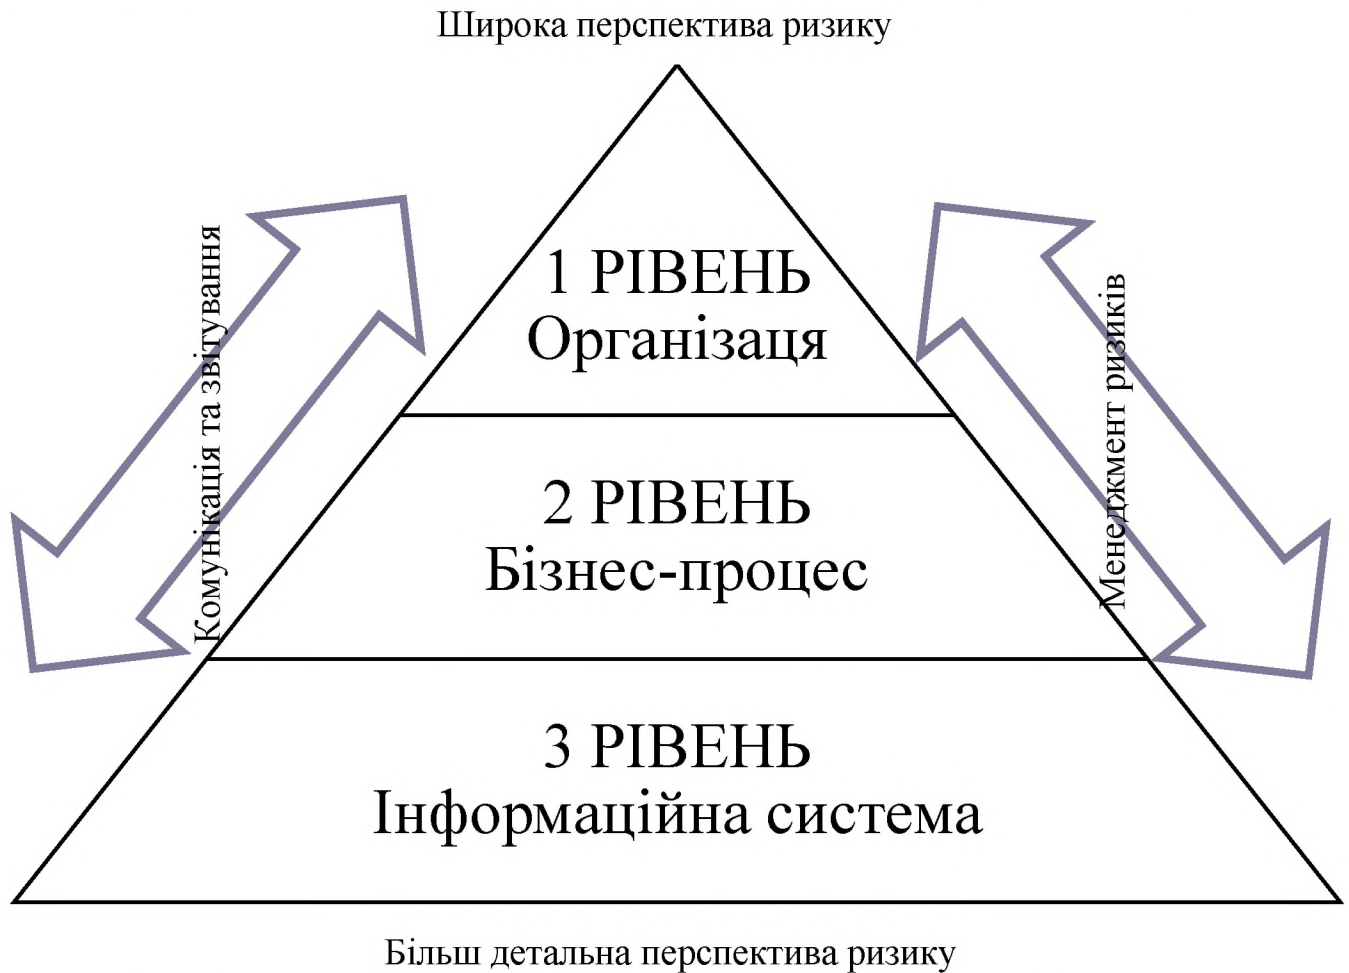 Широка перспектива ризику
Комунікація та звітування
Менеджмент ризиків
1 РІВЕНЬ
Організаця
2 РІВЕНЬ
Бізнес-процес
3 РІВЕНЬ
Інформаційна система
Більш детальна перспектива ризику